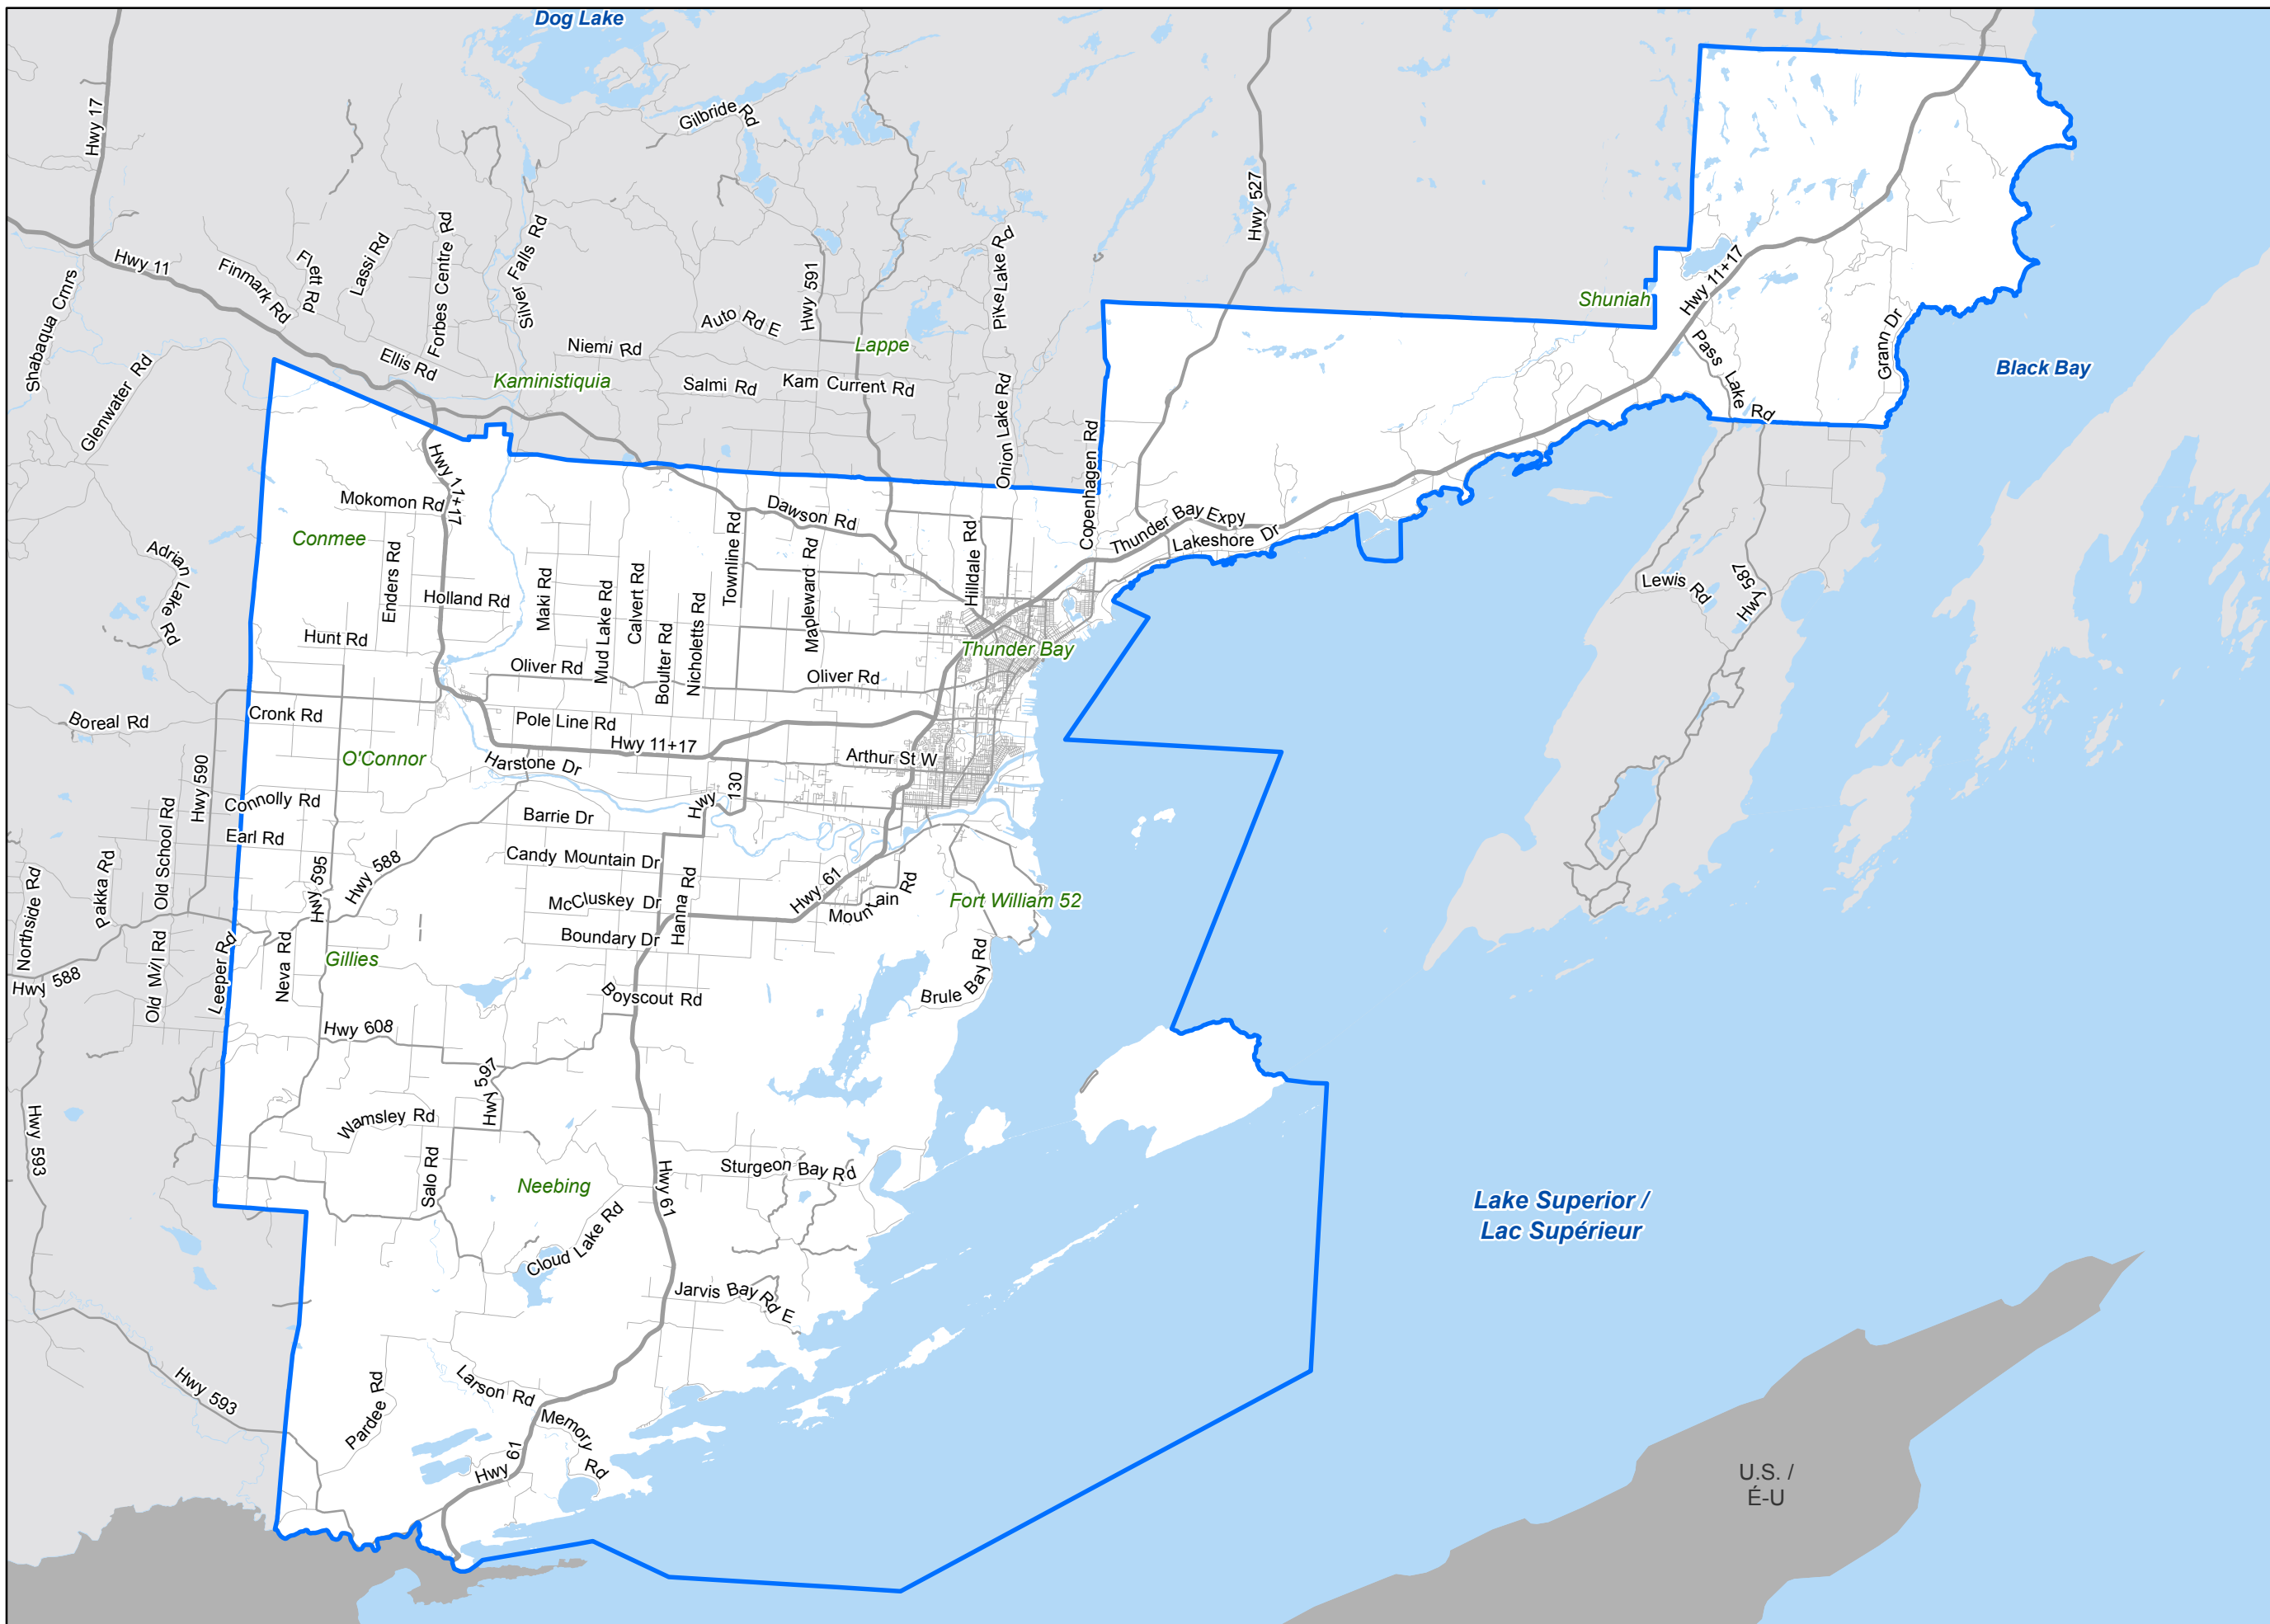 Dog Lake
Hwy 17
Gilbride Rd
Hwy 527
Hwy 11
Finmark Rd
Flett Rd
Lassi Rd
Forbes Centre Rd
Silver Falls Rd
Hwy 591
Pike Lake Rd
Shabaqua Crnrs
Glenwater Rd
Ellis Rd
Niemi Rd
Auto Rd E
Lappe
Kaministiquia
Salmi Rd
Kam Current Rd
Onion Lake Rd
Copenhagen Rd
Shuniah
Hwy 11+17
Pass Lake Rd
Grann Dr
Black Bay
Hwy 11+17
Mokomon Rd
Conmee
Enders Rd
Adrian Lake Rd
Holland Rd
Hunt Rd
Maki Rd
Mud Lake Rd
Calvert Rd
Boulter Rd
Nicholetts Rd
Townline Rd
Dawson Rd
Mapleward Rd
Hilldale Rd
Thunder Bay Expy
Lakeshore Dr
Lewis Rd
Hwy 587
Thunder Bay
Oliver Rd
Oliver Rd
Boreal Rd
Cronk Rd
Pole Line Rd
Hwy 11+17
O'Connor
Harstone Dr
Arthur St W
Hwy 130
Hwy 590
Connolly Rd
Earl Rd
Old School Rd
Pakka Rd
Northside Rd
Barrie Dr
Candy Mountain Dr
Hwy 595
Hwy 588
McCluskey Dr
Hanna Rd
Hwy 61
Mountain Rd
Fort William 52
Boundary Dr
Gillies
Neva Rd
Leeper Rd
Old Mill Rd
Hwy 588
Boyscout Rd
Brule Bay Rd
Hwy 608
Hwy 597
Hwy 593
Wamsley Rd
Salo Rd
Neebing
Hwy 61
Sturgeon Bay Rd
Cloud Lake Rd
Lake Superior /
Lac Supérieur
Jarvis Bay Rd E
Hwy 593
Pardee Rd
Larson Rd
Memory Rd
Hwy 61
U.S. /
É-U